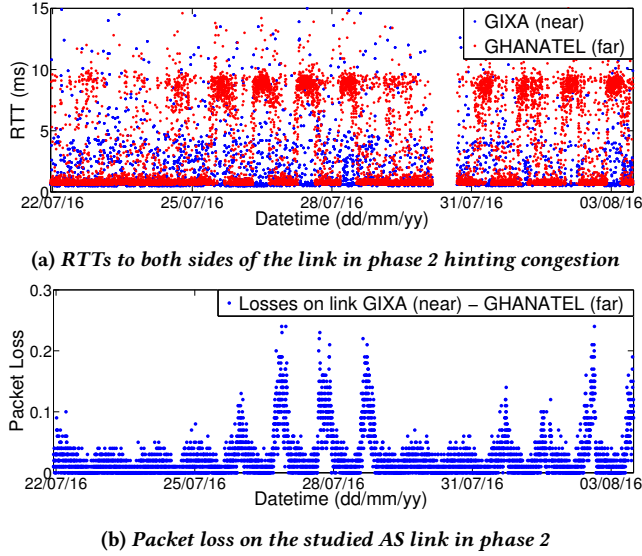 15
10
5
0
RTT (ms)
GIXA (near)
GHANATEL (far)
22/07/16 25/07/16 28/07/16 31/07/16 03/08/16
Datetime (dd/mm/yy)
(a) RTTs to both sides of the link in phase 2 hinting congestion
0.3
0.2
0.1
0
Packet Loss
Losses on link GIXA (near) − GHANATEL (far)
22/07/16 25/07/16 28/07/16 31/07/16 03/08/16
Datetime (dd/mm/yy)
(b) Packet loss on the studied AS link in phase 2